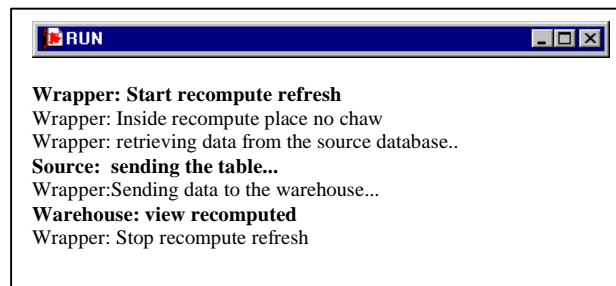 RUN
Wrapper: Start recompute refresh
Wrapper: Inside recompute place no chaw
Wrapper: retrieving data from the source database..
Source:  sending the table...
Wrapper:Sending data to the warehouse...
Warehouse: view recomputed
Wrapper: Stop recompute refresh